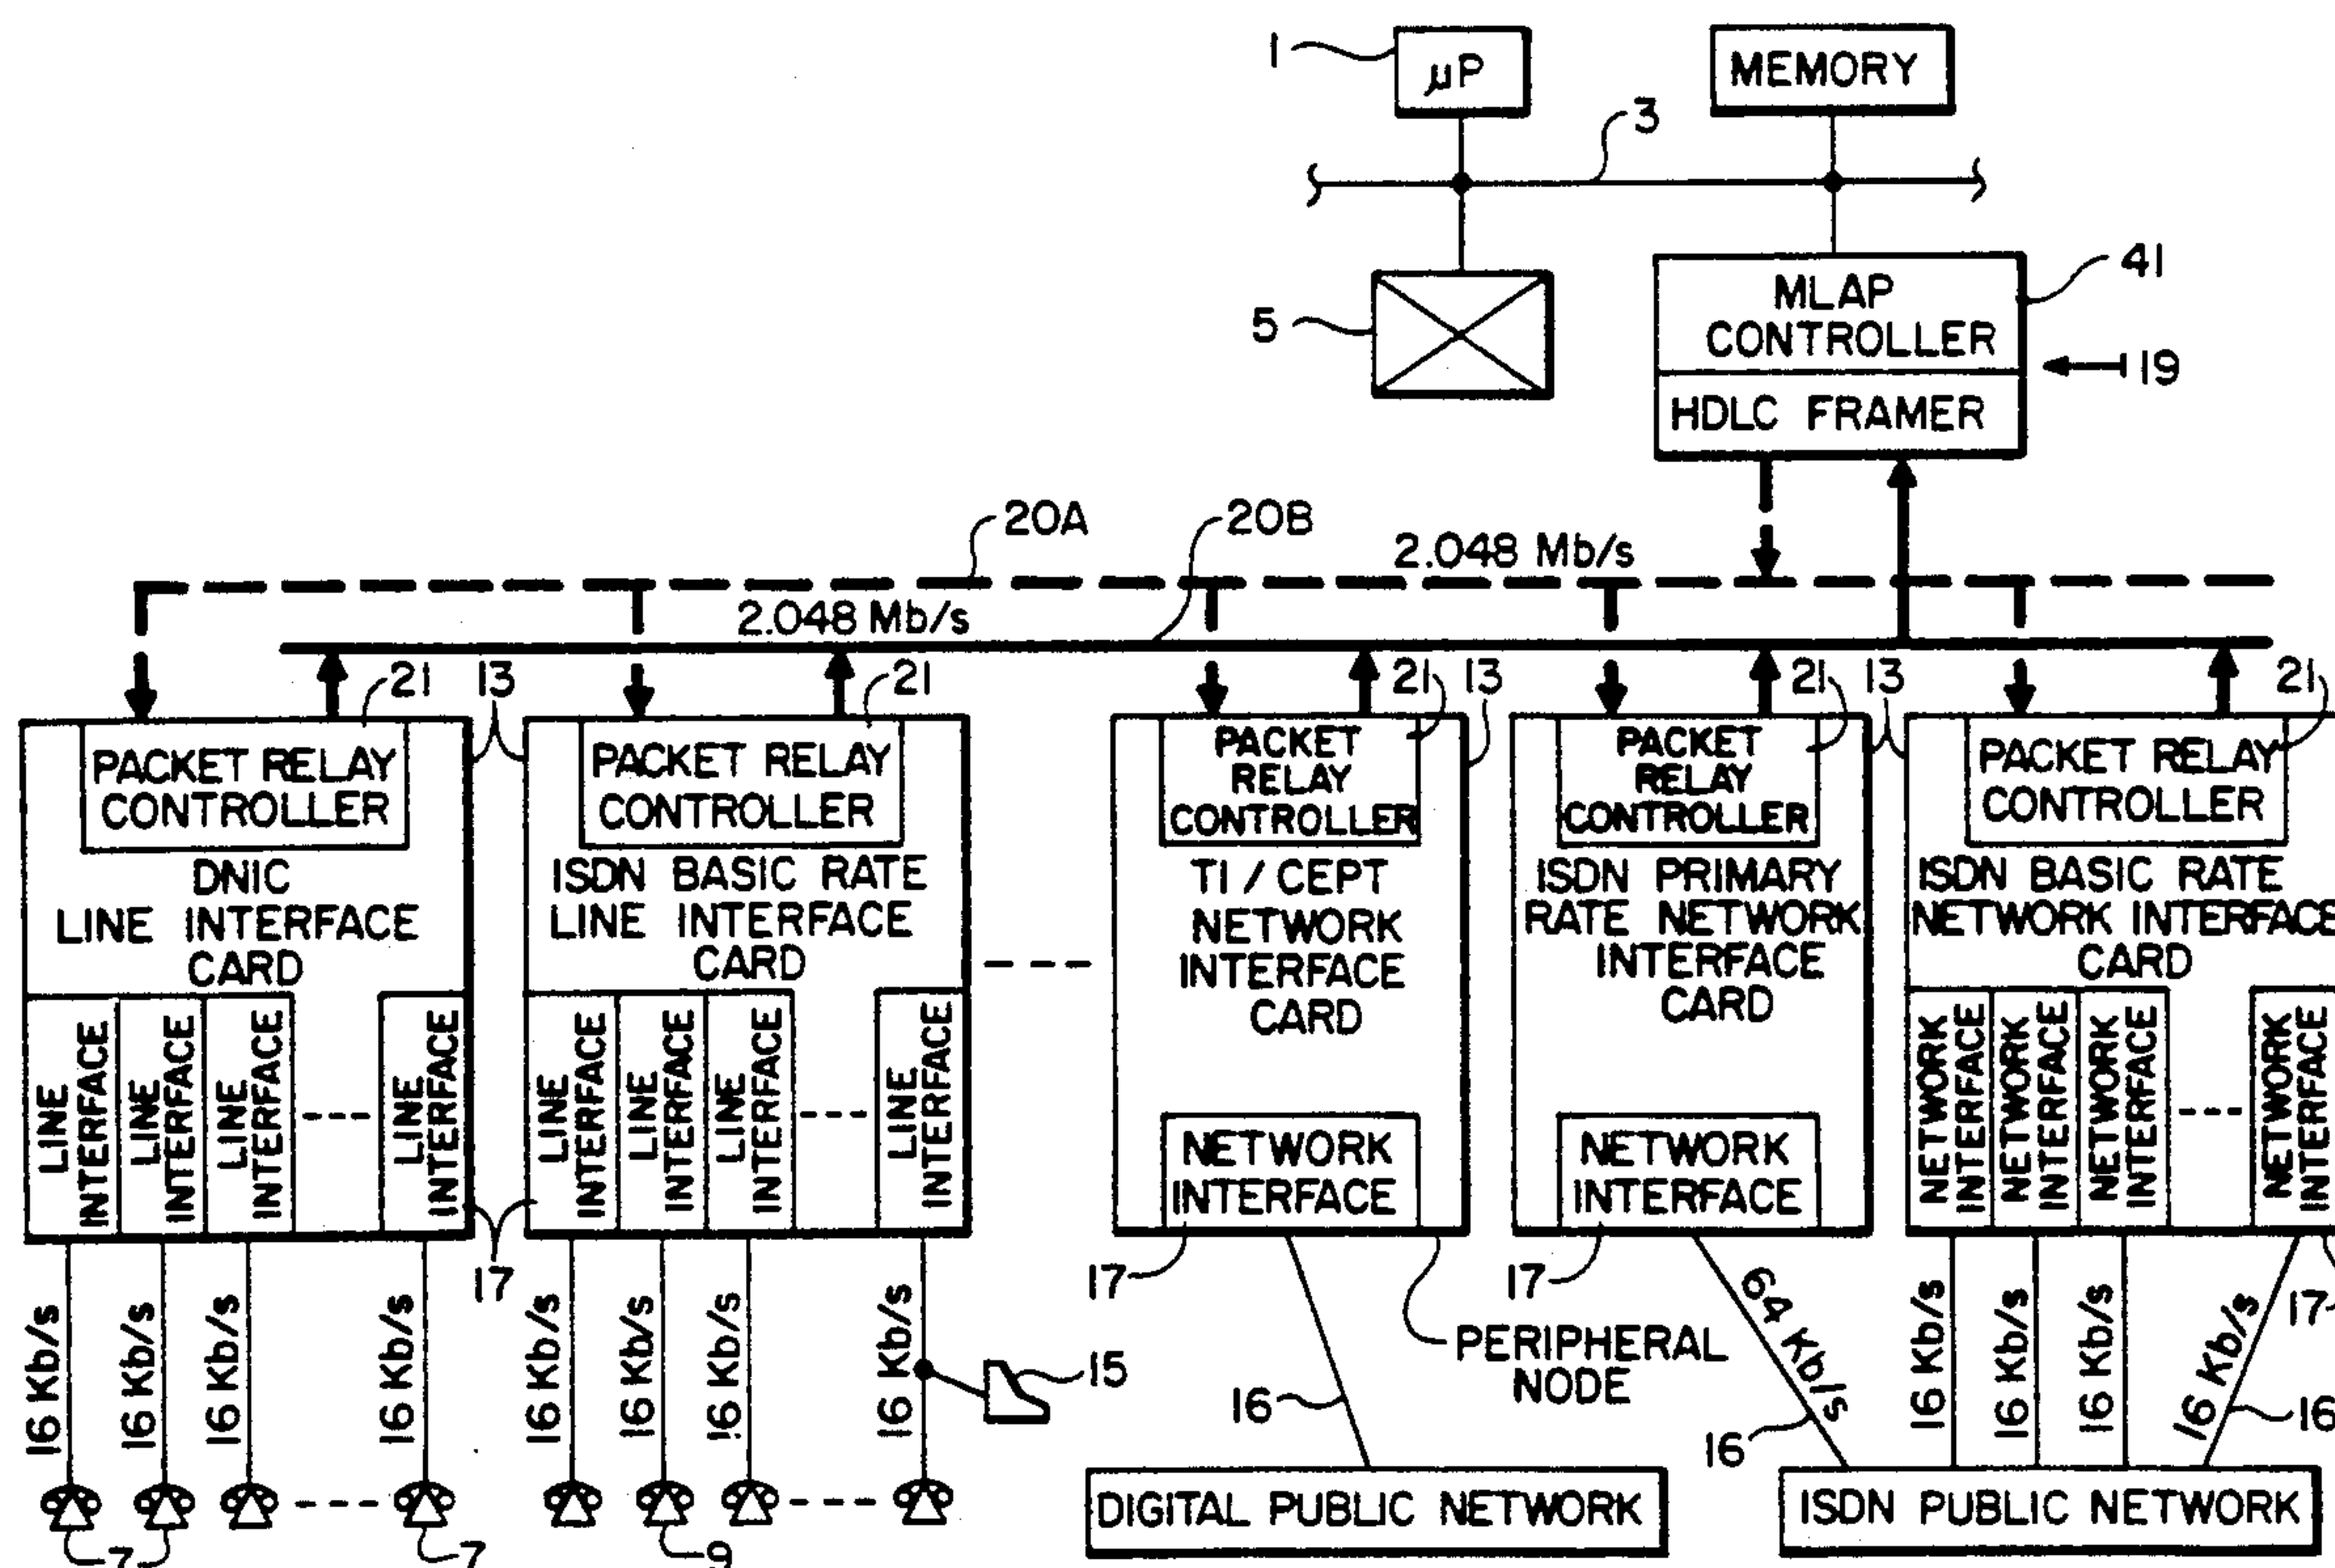 1
µP
MEMORY
3
5
MLAP
CONTROLLER
41
HDLC FRAMER
19
20A
20B
2.048 Mb/s
2.048 Mb/s
21
13
21
21
13
21
13
21
PACKET RELAY
CONTROLLER
DNIC
LINE INTERFACE
CARD
LINE
INTERFACE
LINE
INTERFACE
LINE
INTERFACE
LINE
INTERFACE
PACKET RELAY
CONTROLLER
ISDN BASIC RATE
LINE INTERFACE
CARD
LINE
INTERFACE
LINE
INTERFACE
LINE
INTERFACE
LINE
INTERFACE
PACKET
RELAY
CONTROLLER
T1 / CEPT
NETWORK
INTERFACE
CARD
NETWORK
INTERFACE
PACKET
RELAY
CONTROLLER
ISDN PRIMARY
RATE NETWORK
INTERFACE
CARD
NETWORK
INTERFACE
PACKET RELAY
CONTROLLER
ISDN BASIC RATE
NETWORK INTERFACE
CARD
NETWORK
INTERFACE
NETWORK
INTERFACE
NETWORK
INTERFACE
NETWORK
INTERFACE
17
17
17
17
16 Kb/s
16 Kb/s
16 Kb/s
16 Kb/s
16 Kb/s
16 Kb/s
16 Kb/s
16 Kb/s
15
PERIPHERAL
NODE
16
64 Kb/s
16
16 Kb/s
16 Kb/s
16 Kb/s
16 Kb/s
16
DIGITAL PUBLIC NETWORK
ISDN PUBLIC NETWORK
7
7
9